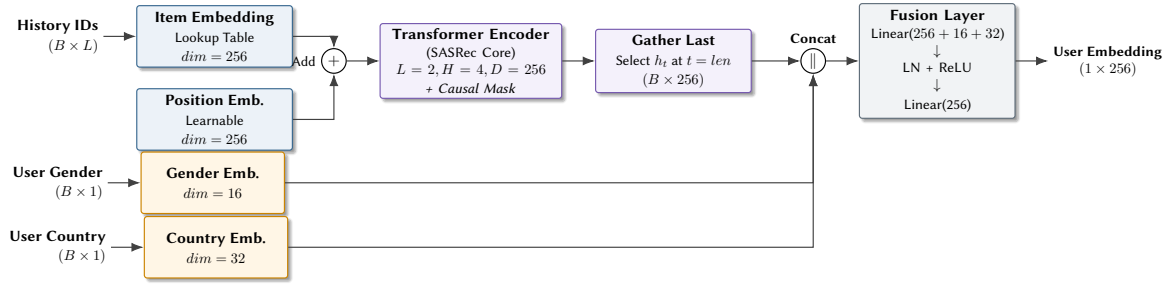 History IDs
(B × L)
Item Embedding
Lookup Table
dim = 256
Add
+
Position Emb.
Learnable
dim = 256
Transformer Encoder
(SASRec Core)
L = 2, H = 4, D = 256
+ Causal Mask
Gather Last
Select h_t at t = len
(B × 256)
Concat
||
Fusion Layer
Linear(256 + 16 + 32)
↓
LN + ReLU
↓
Linear(256)
User Embedding
(1 × 256)
User Gender
(B × 1)
Gender Emb.
dim = 16
User Country
(B × 1)
Country Emb.
dim = 32